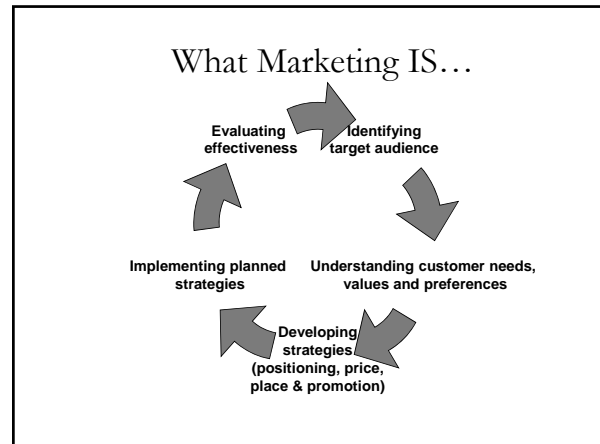 What Marketing IS…
Evaluating
effectiveness
Identifying
target audience
Understanding customer needs,
values and preferences
Developing
strategies
(positioning, price,
place & promotion)
Implementing planned
strategies